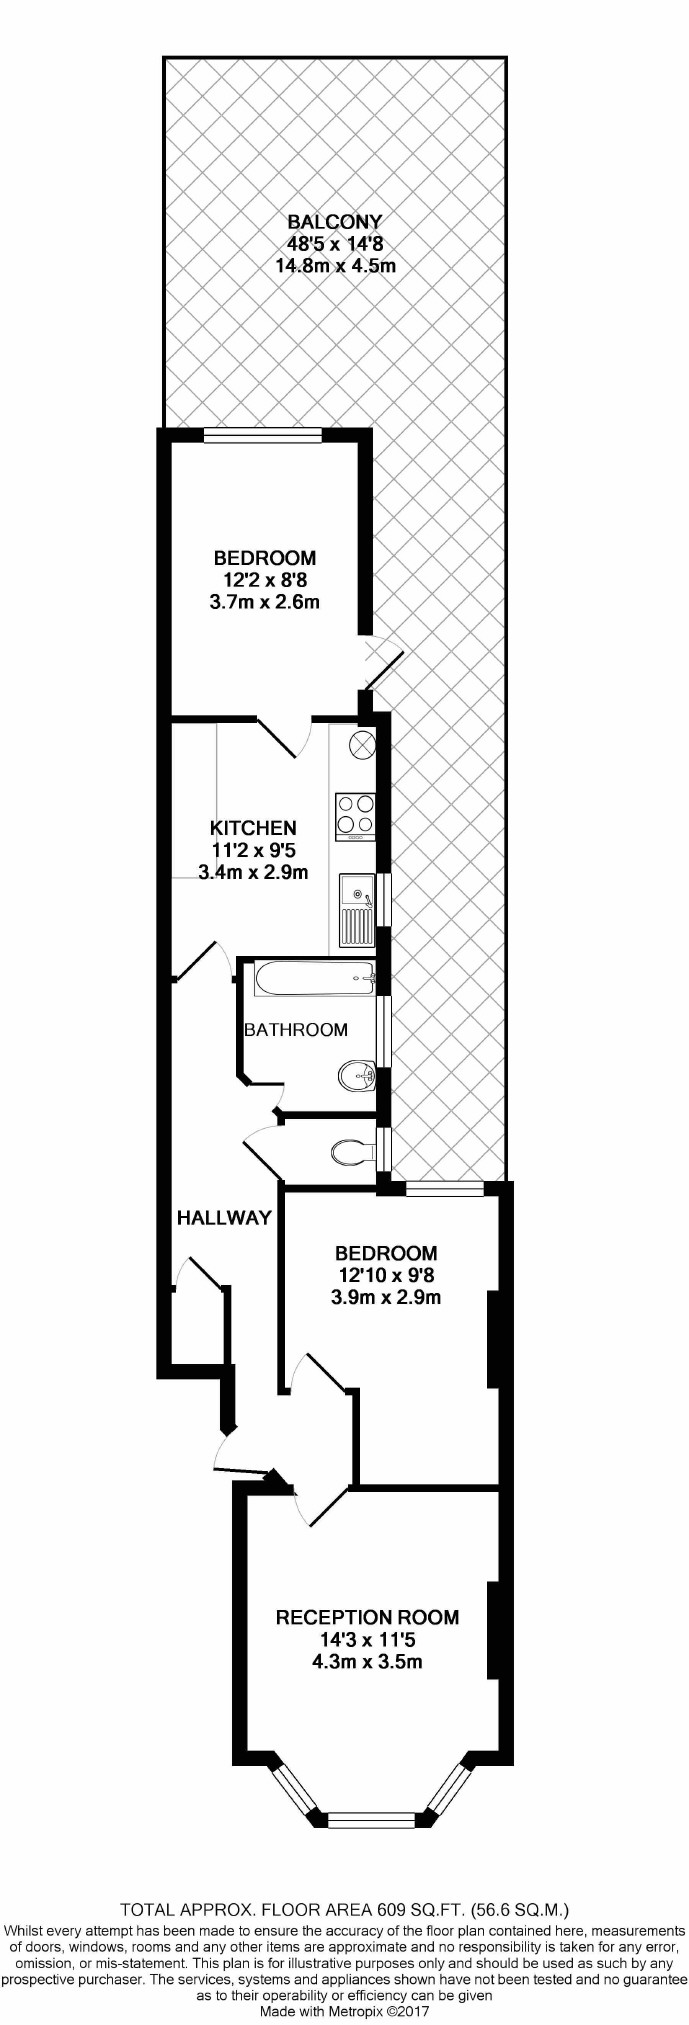 BALCONY
48'5 x 14'8
14.8m x 4.5m
BEDROOM
12'2 x 8'8
3.7m x 2.6m
KITCHEN
11'2 x 9'5
3.4m x 2.9m
BATHROOM
HALLWAY
BEDROOM
12'10 x 9'8
3.9m x 2.9m
RECEPTION ROOM
14'3 x 11'5
4.3m x 3.5m
TOTAL APPROX. FLOOR AREA 609 SQ.FT. (56.6 SQ.M.)
Whilst every attempt has been made to ensure the accuracy of the floor plan contained here, measurements
of doors, windows, rooms and any other items are approximate and no responsibility is taken for any error,
omission, or mis-statement. This plan is for illustrative purposes only and should be used as such by any
prospective purchaser. The services, systems and appliances shown have not been tested and no guarantee
as to their operability or efficiency can be given
Made with Metropix ©2017